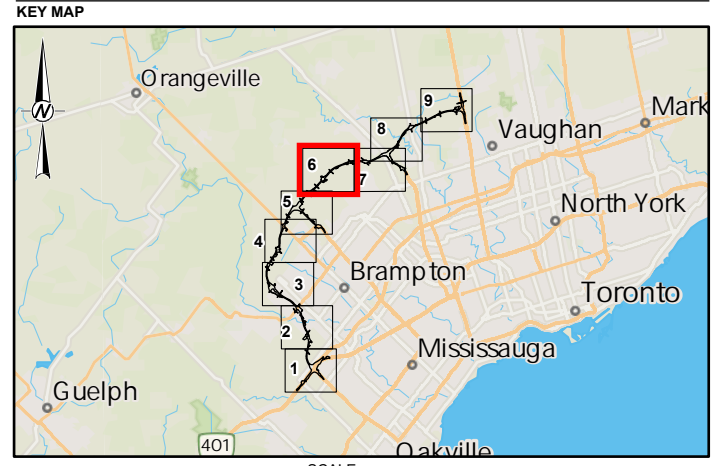 KEY MAP
Orangeville
N
9
Mark
8
Vaughan
6
7
5
North York
4
Brampton
3
Toronto
2
Mississauga
1
Guelph
401
Oakville